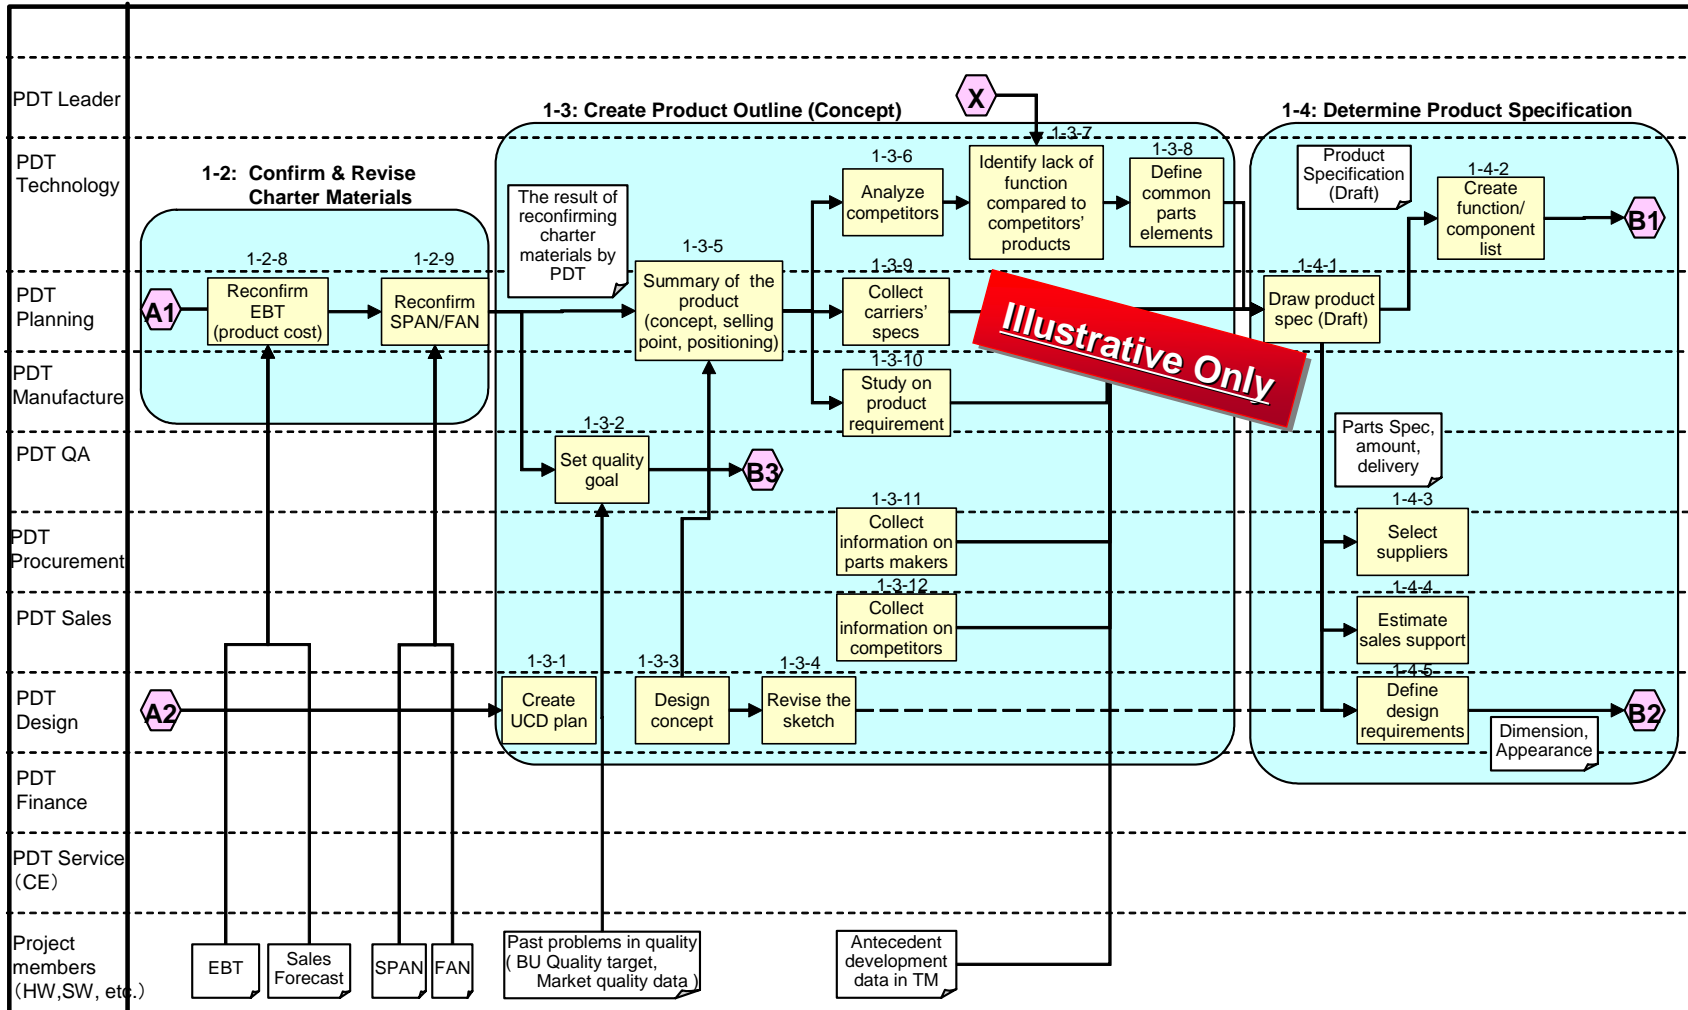 PDT Leader
X
1-3: Create Product Outline (Concept)
1-4: Determine Product Specification
PDT
Technology
1-2: Confirm & Revise
Charter Materials
The result of
reconfirming
charter
materials by
PDT
1-3-6
Analyze
competitors
1-3-7
Identify lack of
function
compared to
competitors’
products
1-3-8
Define
common
parts
elements
Product
Specification
(Draft)
1-4-2
Create
function/
component
list
B1
PDT
Planning
A1
1-2-8
Reconfirm
EBT
(product cost)
1-2-9
Reconfirm
SPAN/FAN
1-3-5
Summary of the
product
(concept, selling
point, positioning)
1-3-9
Collect
carriers’
specs
Illustrative Only
1-4-1
Draw product
spec (Draft)
PDT
Manufacture
1-3-10
Study on
product
requirement
PDT QA
1-3-2
Set quality
goal
B3
Parts Spec,
amount,
delivery
PDT
Procurement
1-3-11
Collect
information on
parts makers
1-4-3
Select
suppliers
PDT Sales
1-3-12
Collect
information on
competitors
1-4-4
Estimate
sales support
PDT
Design
A2
1-3-1
Create
UCD plan
1-3-3
Design
concept
1-3-4
Revise the
sketch
1-4-5
Define
design
requirements
B2
Dimension,
Appearance
PDT
Finance
PDT Service
（CE）
Project
members
（HW,SW, etc.）
EBT
Sales
Forecast
SPAN
FAN
Past problems in quality
( BU Quality target,
Market quality data )
Antecedent
development
data in TM